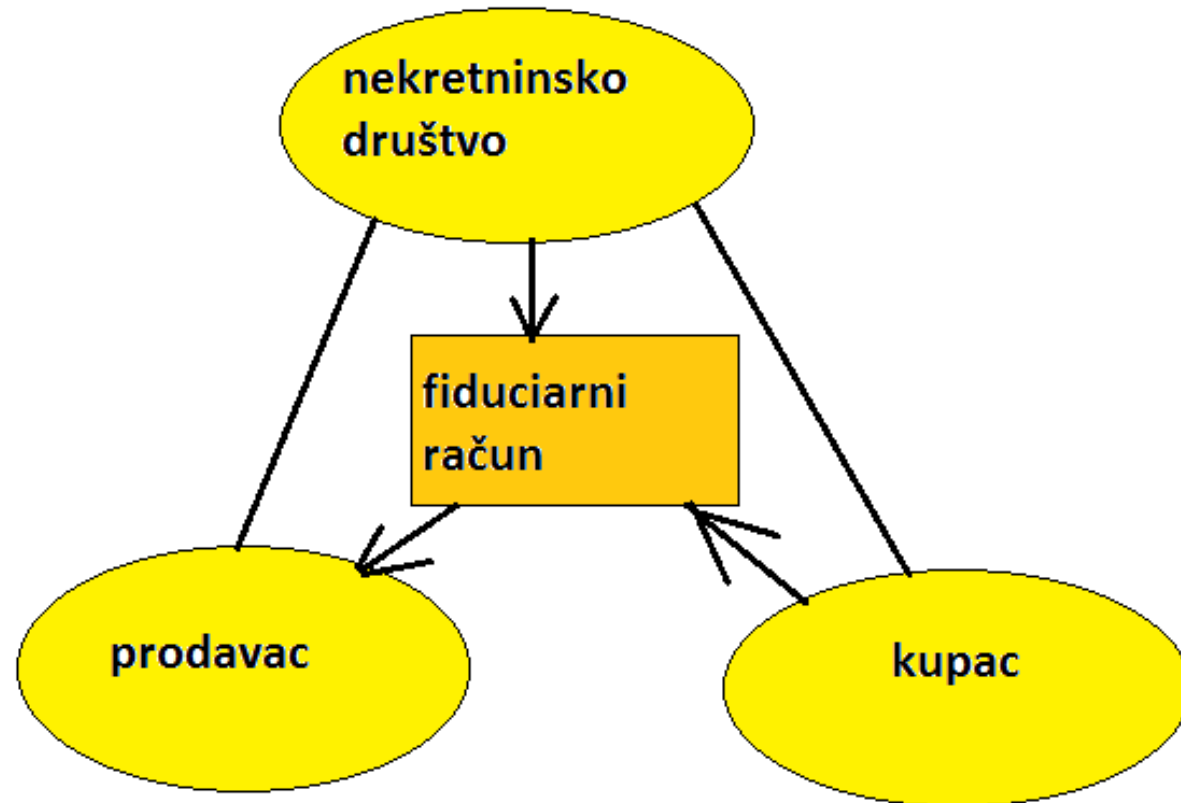 nekretninsko
društvo
fiduciarni
račun
prodavac
kupac